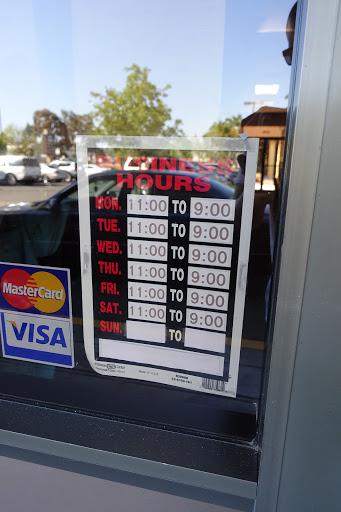 BUSINESS
HOURS
MON. 11:00 TO 9:00
TUE. 11:00 TO 9:00
WED. 11:00 TO 9:00
THU. 11:00 TO 9:00
FRI. 11:00 TO 9:00
SAT. 11:00 TO 9:00
SUN. TO
MasterCard
VISA